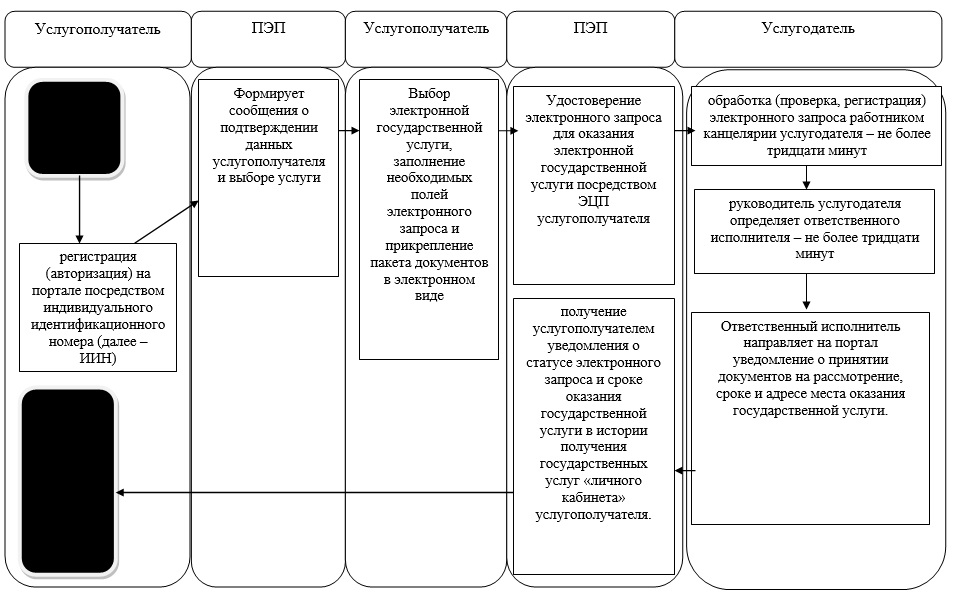 Услугополучатель
ПЭП
Услугополучатель
ПЭП
Услугодатель
регистрация
(авторизация) на
портале посредством
индивидуального
идентификационного
номера (далее –
ИИН)
Формирует
сообщения о
подтверждении
данных
услугополучателя
и выборе услуги
Выбор
электронной
государственной
услуги,
заполнение
необходимых
полей
электронного
запроса и
прикрепление
пакета документов
в электронном
виде
Удостоверение
электронного запроса
для оказания
электронной
государственной
услуги посредством
ЭЦП
услугополучателя
получение
услугополучателем
уведомления о
статусе электронного
запроса и сроке
оказания
государственной
услуги в истории
получения
государственных
услуг «личного
кабинета»
услугополучателя.
обработка (проверка, регистрация)
электронного запроса работником
канцелярии услугодателя – не более
тридцати минут
руководитель услугодателя
определяет ответственного
исполнителя – не более тридцати
минут
Ответственный исполнитель
направляет на портал
уведомление о принятии
документов на рассмотрение,
сроке и адресе места оказания
государственной услуги.